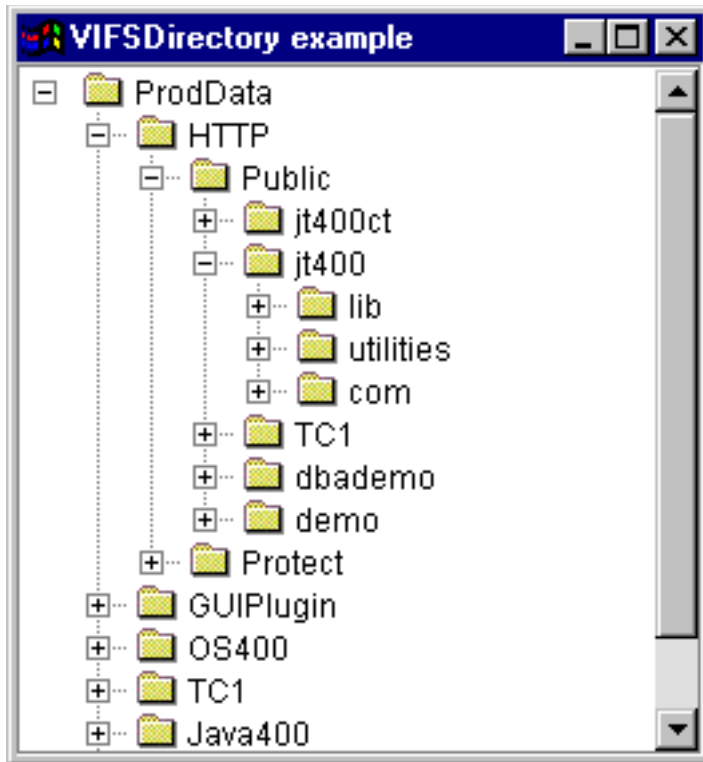 VIFSDirectory example
ProdData
HTTP
Public
jt400ct
jt400
lib
utilities
com
TC1
dbademo
demo
Protect
GUIPlugin
OS400
TC1
Java400